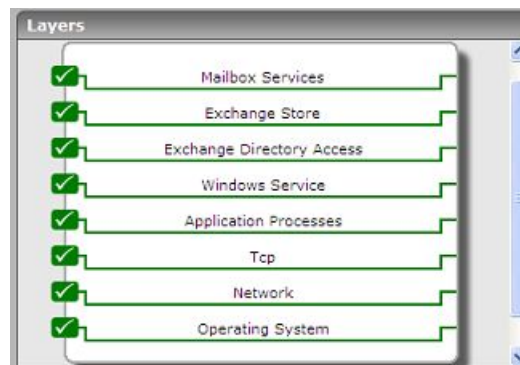 Layers
Mailbox Services
Exchange Store
Exchange Directory Access
Windows Service
Application Processes
Tcp
Network
Operating System